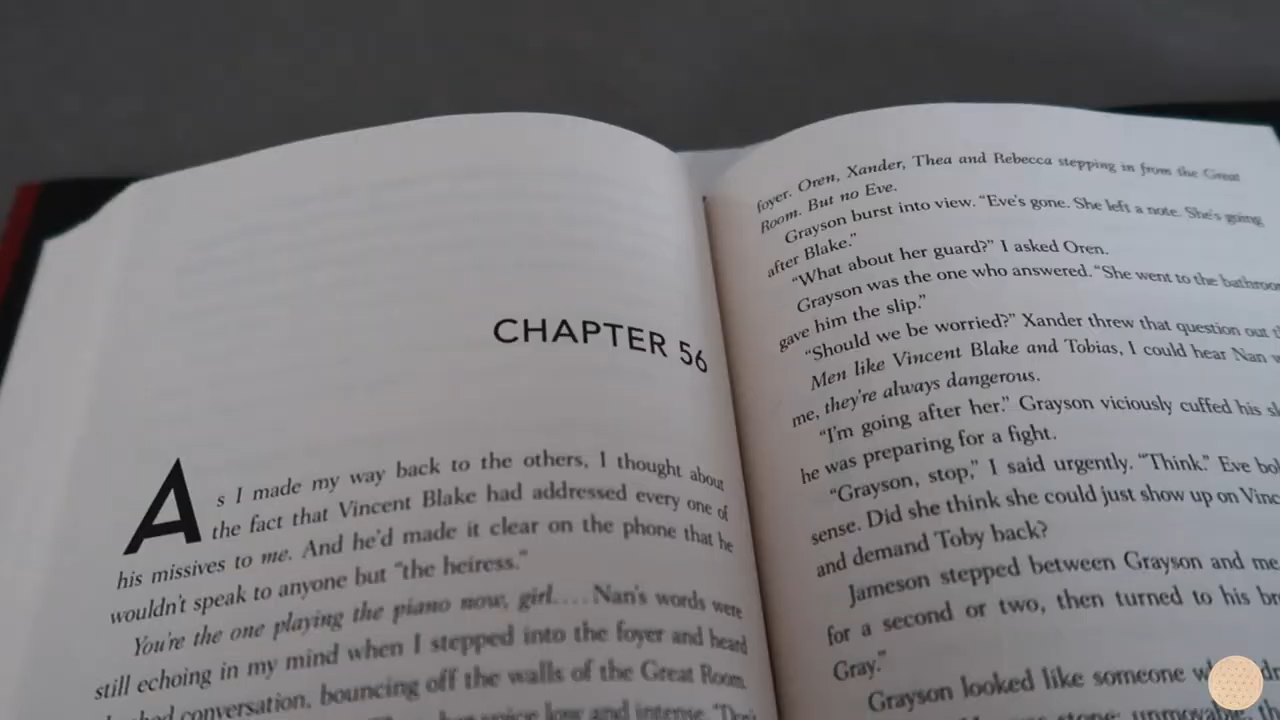 CHAPTER 56
As I made my way back to the others, I thought about
the fact that Vincent Blake had addressed every one of
his missives to me. And he'd made it clear on the phone that he
wouldn't speak to anyone but “the heiress.”
You're the one playing the piano now, girl.... Nan's words were
still echoing in my mind when I stepped into the foyer and heard
conversation, bouncing off the walls of the Great Room.
voice low and intense. “Don't
foyer. Oren, Xander, Thea and Rebecca stepping in from the Great
Room. But no Eve.
Grayson burst into view. “Eve's gone. She left a note. She's going
after Blake.”
“What about her guard?” I asked Oren.
Grayson was the one who answered. “She went to the bathroom
gave him the slip.”
“Should we be worried?” Xander threw that question out
Men like Vincent Blake and Tobias, I could hear Nan
me, they're always dangerous.
“I'm going after her.” Grayson viciously cuffed his
he was preparing for a fight.
“Grayson, stop,” I said urgently. “Think.” Eve
sense. Did she think she could just show up on
and demand Toby back?
Jameson stepped between Grayson and me
for a second or two, then turned to his
Gray.”
Grayson looked like someone